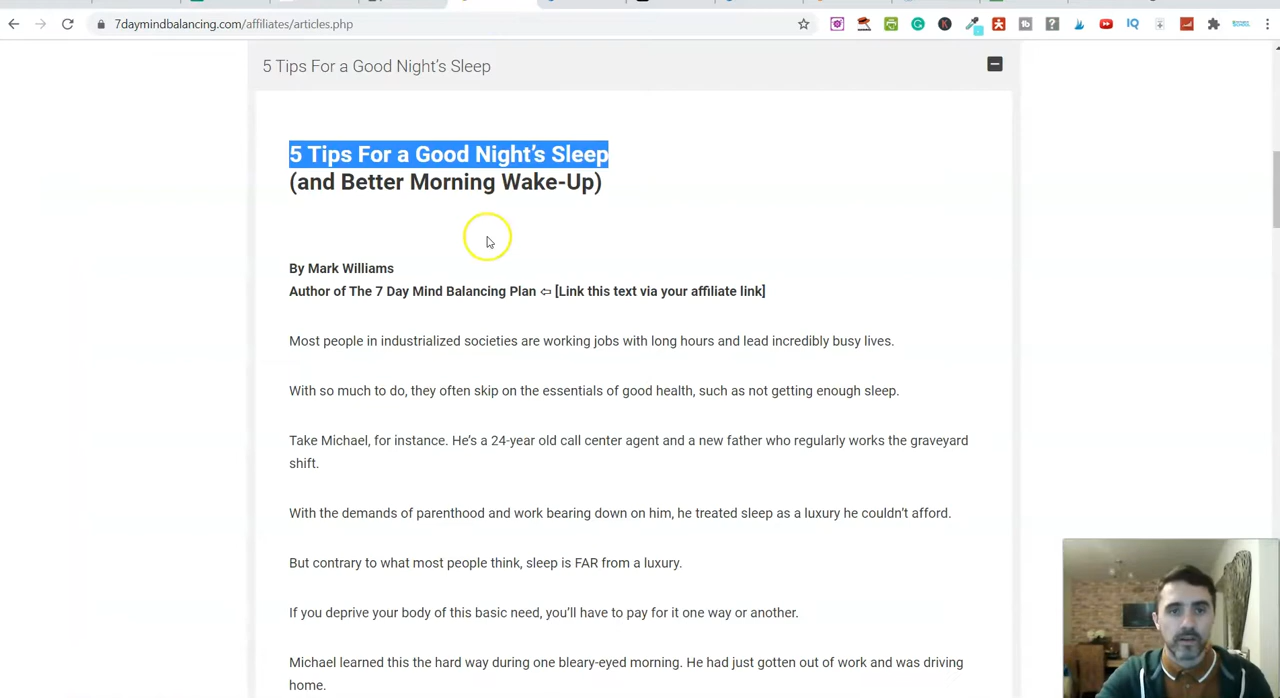 7daymindbalancing.com/affiliates/articles.php
IQ
5 Tips For a Good Night's Sleep
5 Tips For a Good Night's Sleep
(and Better Morning Wake-Up)
By Mark Williams
Author of The 7 Day Mind Balancing Plan ⇦ [Link this text via your affiliate link]
Most people in industrialized societies are working jobs with long hours and lead incredibly busy lives.
With so much to do, they often skip on the essentials of good health, such as not getting enough sleep.
Take Michael, for instance. He's a 24-year old call center agent and a new father who regularly works the graveyard
shift.
With the demands of parenthood and work bearing down on him, he treated sleep as a luxury he couldn't afford.
But contrary to what most people think, sleep is FAR from a luxury.
If you deprive your body of this basic need, you'll have to pay for it one way or another.
Michael learned this the hard way during one bleary-eyed morning. He had just gotten out of work and was driving
home.